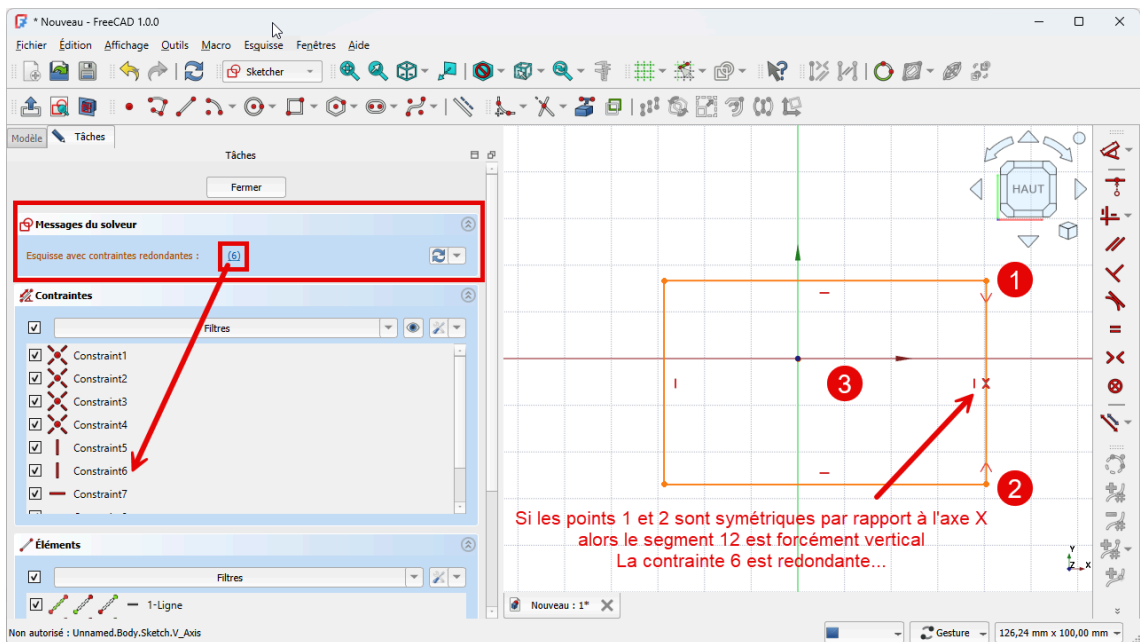 * Nouveau - FreeCAD 1.0.0
Fichier Édition Affichage Outils Macro Esquisse Fenêtres Aide
Sketcher
Modèle Tâches
Tâches
Fermer
Messages du solveur
Esquisse avec contraintes redondantes : (6)
Contraintes
Filtres
Constraint1
Constraint2
Constraint3
Constraint4
Constraint5
Constraint6
Constraint7
Éléments
Filtres
1-Ligne
HAUT
1
3
2
Si les points 1 et 2 sont symétriques par rapport à l'axe X
alors le segment 12 est forcément vertical
La contrainte 6 est redondante...
Y
Z X
Nouveau : 1*
Non autorisé : Unnamed.Body.Sketch.V_Axis
Gesture 126,24 mm x 100,00 mm